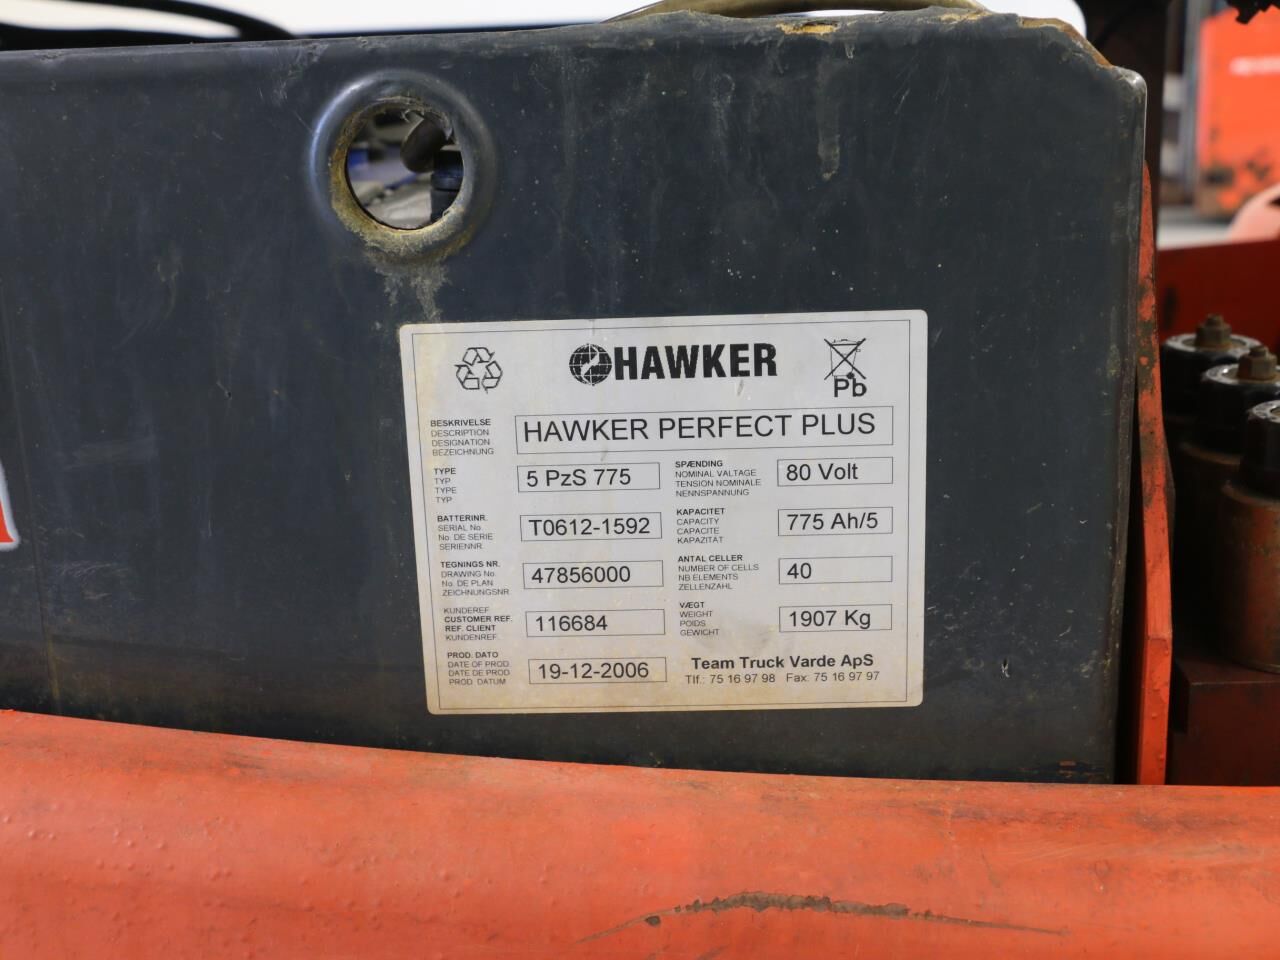 HAWKER
Pb
BESKRIVELSE
DESCRIPTION
DESIGNATION
BEZEICHNUNG
HAWKER PERFECT PLUS
TYPE
TYP
TYPE
TYP
5 PzS 775
SPÆNDING
NOMINAL VALTAGE
TENSION NOMINALE
NENNSPANNUNG
80 Volt
BATTERINR.
SERIAL No.
No. DE SERIE
SERIENNR.
T0612-1592
KAPACITET
CAPACITY
CAPACITE
KAPAZITÄT
775 Ah/5
TEGNINGS NR.
DRAWING No.
No. DE PLAN
ZEICHNUNGSNR.
47856000
ANTAL CELLER
NUMBER OF CELLS
NB ELEMENTS
ZELLENZAHL
40
KUNDEREF.
CUSTOMER REF.
REF. CLIENT
KUNDENREF.
116684
VÆGT
WEIGHT
POIDS
GEWICHT
1907 Kg
PROD. DATO
DATE OF PROD.
DATE DE PROD.
PROD. DATUM
19-12-2006
Team Truck Varde ApS
Tlf.: 75 16 97 98 Fax: 75 16 97 97